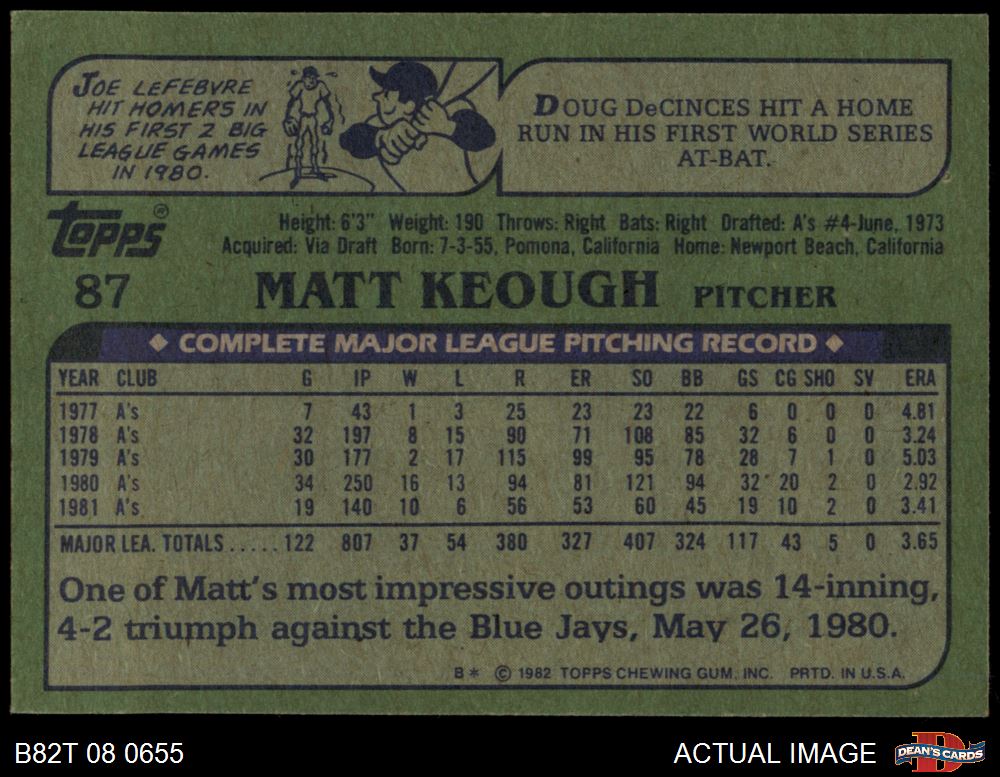 JOE LEFEBVRE
HIT HOMERS IN
HIS FIRST 2 BIG
LEAGUE GAMES
IN 1980.
DOUG DeCINCES HIT A HOME
RUN IN HIS FIRST WORLD SERIES
AT-BAT.
topps®
Height: 6'3" Weight: 190 Throws: Right Bats: Right Drafted: A's #4-June, 1973
Acquired: Via Draft Born: 7-3-55, Pomona, California Home: Newport Beach, California
87 MATT KEOUGH PITCHER
◆ COMPLETE MAJOR LEAGUE PITCHING RECORD ◆
YEAR CLUB G IP W L R ER SO BB GS CG SHO SV ERA
1977 A's 7 43 1 3 25 23 23 22 6 0 0 0 4.81
1978 A's 32 197 8 15 90 71 108 85 32 6 0 0 3.24
1979 A's 30 177 2 17 115 99 95 78 28 7 1 0 5.03
1980 A's 34 250 16 13 94 81 121 94 32 20 2 0 2.92
1981 A's 19 140 10 6 56 53 60 45 19 10 2 0 3.41
MAJOR LEA. TOTALS.....122 807 37 54 380 327 407 324 117 43 5 0 3.65
One of Matt's most impressive outings was 14-inning,
4-2 triumph against the Blue Jays, May 26, 1980.
B* © 1982 TOPPS CHEWING GUM, INC. PRTD. IN U.S.A.
B82T 08 0655
ACTUAL IMAGE
D
DEAN'S CARDS